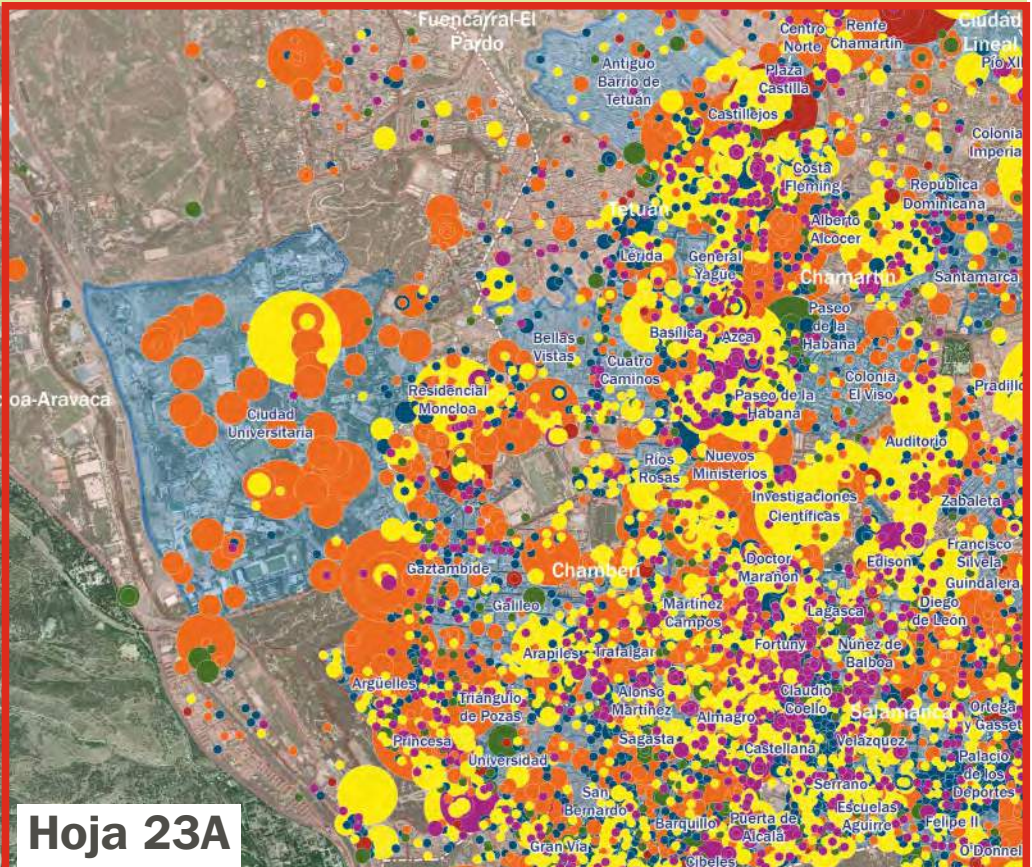 Fuencarral-El
Pardo
Centro
Norte
Renfe
Chamartín
Ciudad
Lineal
Pío XII
Antiguo
Barrio de
Tetuán
Plaza
Castilla
Castillejos
Colonia
Imperia
Costa
Fleming
República
Dominicana
Tetuán
Alberto
Alcocer
Lérida
General
Yagüe
Chamartín
Santamarca
Paseo
de la
Habana
Bellas
Vistas
Basílica
Azca
Cuatro
Caminos
Colonia
El Viso
Pradillo
oa-Aravaca
Residencial
Moncloa
Paseo de la
Habana
Ciudad
Universitaria
Auditorio
Ríos
Rosas
Nuevos
Ministerios
Investigaciones
Científicas
Zabaleta
Gaztambide
Chamberí
Doctor
Marañón
Edison
Francisco
Silvela
Guindalera
Galileo
Martínez
Campos
Lagasca
Diego
de León
Arapiles
Trafalgar
Fortuny
Núñez de
Balboa
Argüelles
Triángulo
de Pozas
Alonso
Martínez
Almagro
Claudio
Coello
Salamanca
Ortega
y Gasset
Princesa
Universidad
Sagasta
Castellana
Velázquez
Palacio
de los
Deportes
San
Bernardo
Serrano
Barquillo
Puerta de
Alcalá
Escuelas
Aguirre
Felipe II
Gran Vía
Cibeles
O'Donnel
Hoja 23A